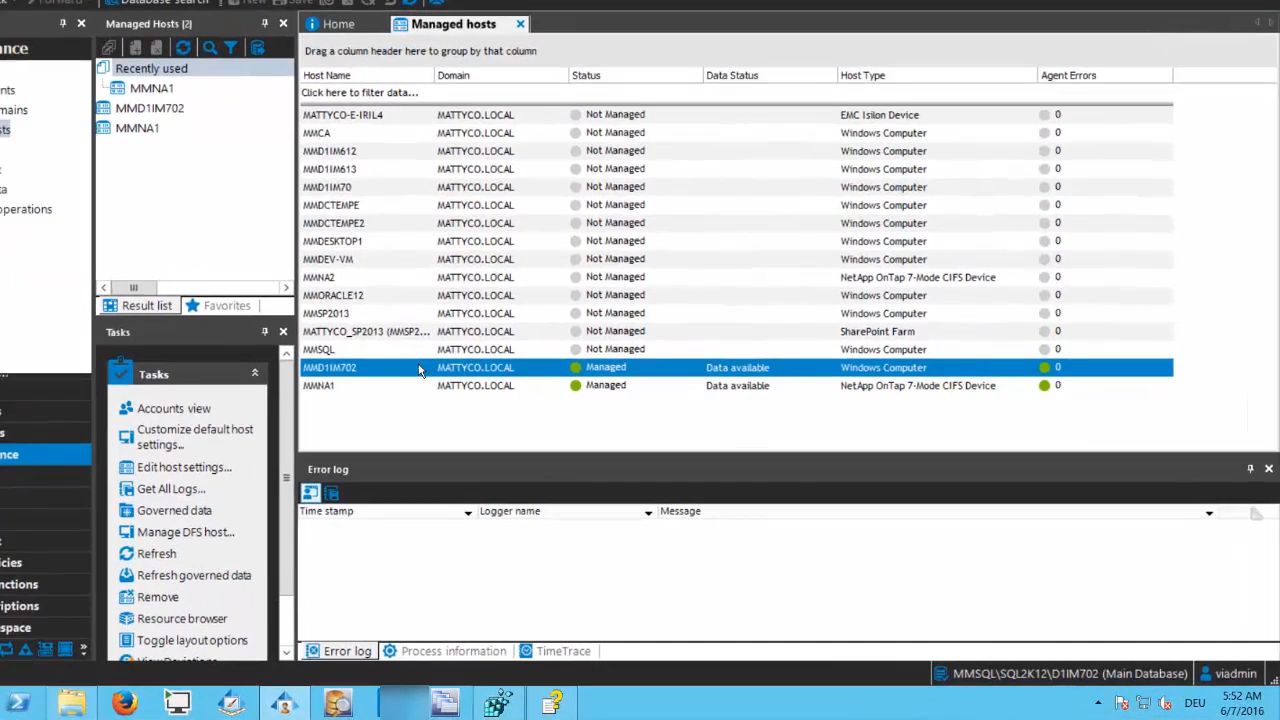 Database search
Managed Hosts [2]
Recently used
MMNA1
MMD1IM702
MMNA1
Result list
Favorites
Tasks
Tasks
Accounts view
Customize default host
settings...
Edit host settings...
Get All Logs...
Governed data
Manage DFS host...
Refresh
Refresh governed data
Remove
Resource browser
Toggle layout options
Home
Managed hosts
Drag a column header here to group by that column
Host Name Domain Status Data Status Host Type Agent Errors
Click here to filter data...
MATTYCO-E-IRIL4 MATTYCO.LOCAL Not Managed EMC Isilon Device 0
MMCA MATTYCO.LOCAL Not Managed Windows Computer 0
MMD1IM612 MATTYCO.LOCAL Not Managed Windows Computer 0
MMD1IM613 MATTYCO.LOCAL Not Managed Windows Computer 0
MMD1IM70 MATTYCO.LOCAL Not Managed Windows Computer 0
MMDCTEMPE MATTYCO.LOCAL Not Managed Windows Computer 0
MMDCTEMPE2 MATTYCO.LOCAL Not Managed Windows Computer 0
MMDESKTOP1 MATTYCO.LOCAL Not Managed Windows Computer 0
MMDEV-VM MATTYCO.LOCAL Not Managed Windows Computer 0
MMNA2 MATTYCO.LOCAL Not Managed NetApp OnTap 7-Mode CIFS Device 0
MMORACLE12 MATTYCO.LOCAL Not Managed Windows Computer 0
MMSP2013 MATTYCO.LOCAL Not Managed Windows Computer 0
MATTYCO_SP2013 (MMSP2... MATTYCO.LOCAL Not Managed SharePoint Farm 0
MMSQL MATTYCO.LOCAL Not Managed Windows Computer 0
MMD1IM702 MATTYCO.LOCAL Managed Data available Windows Computer 0
MMNA1 MATTYCO.LOCAL Managed Data available NetApp OnTap 7-Mode CIFS Device 0
Error log
Time stamp Logger name Message
Error log Process information TimeTrace
MMSQL\SQL2K12\D1IM702 (Main Database) viadmin
DEU
5:52 AM
6/7/2016